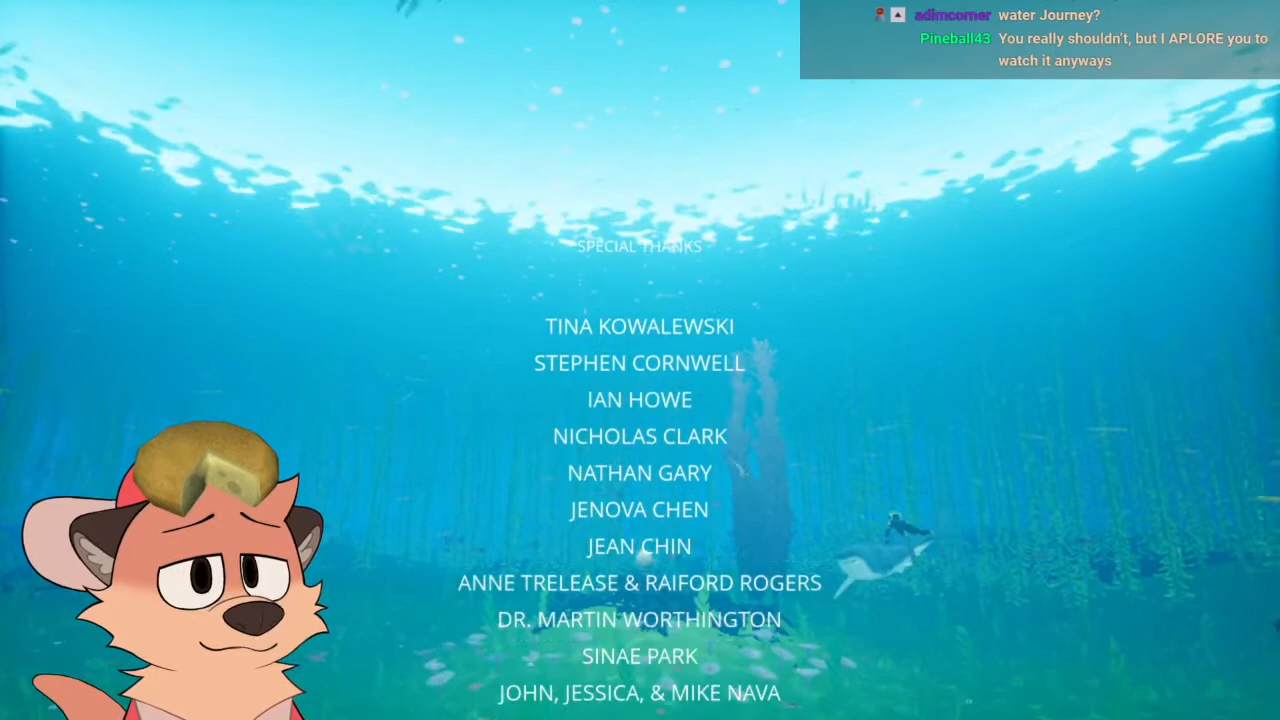 adimcorner water Journey?
Pineball43 You really shouldn't, but I APLORE you to
watch it anyways
SPECIAL THANKS
TINA KOWALEWSKI
STEPHEN CORNWELL
IAN HOWE
NICHOLAS CLARK
NATHAN GARY
JENOVA CHEN
JEAN CHIN
ANNE TRELEASE & RAIFORD ROGERS
DR. MARTIN WORTHINGTON
SINAE PARK
JOHN, JESSICA, & MIKE NAVA